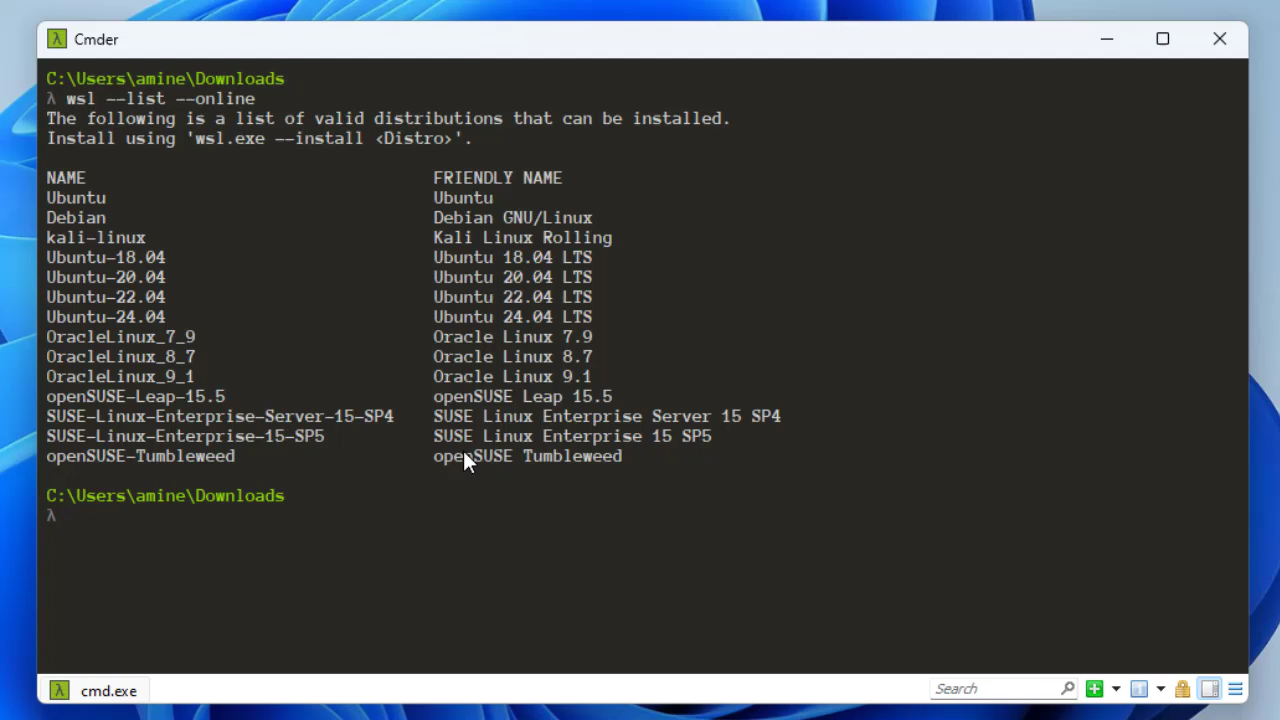 Cmder
C:\Users\amine\Downloads
λ wsl --list --online
The following is a list of valid distributions that can be installed.
Install using 'wsl.exe --install <Distro>'.
NAME FRIENDLY NAME
Ubuntu Ubuntu
Debian Debian GNU/Linux
kali-linux Kali Linux Rolling
Ubuntu-18.04 Ubuntu 18.04 LTS
Ubuntu-20.04 Ubuntu 20.04 LTS
Ubuntu-22.04 Ubuntu 22.04 LTS
Ubuntu-24.04 Ubuntu 24.04 LTS
OracleLinux_7_9 Oracle Linux 7.9
OracleLinux_8_7 Oracle Linux 8.7
OracleLinux_9_1 Oracle Linux 9.1
openSUSE-Leap-15.5 openSUSE Leap 15.5
SUSE-Linux-Enterprise-Server-15-SP4 SUSE Linux Enterprise Server 15 SP4
SUSE-Linux-Enterprise-15-SP5 SUSE Linux Enterprise 15 SP5
openSUSE-Tumbleweed openSUSE Tumbleweed
C:\Users\amine\Downloads
λ
cmd.exe Search